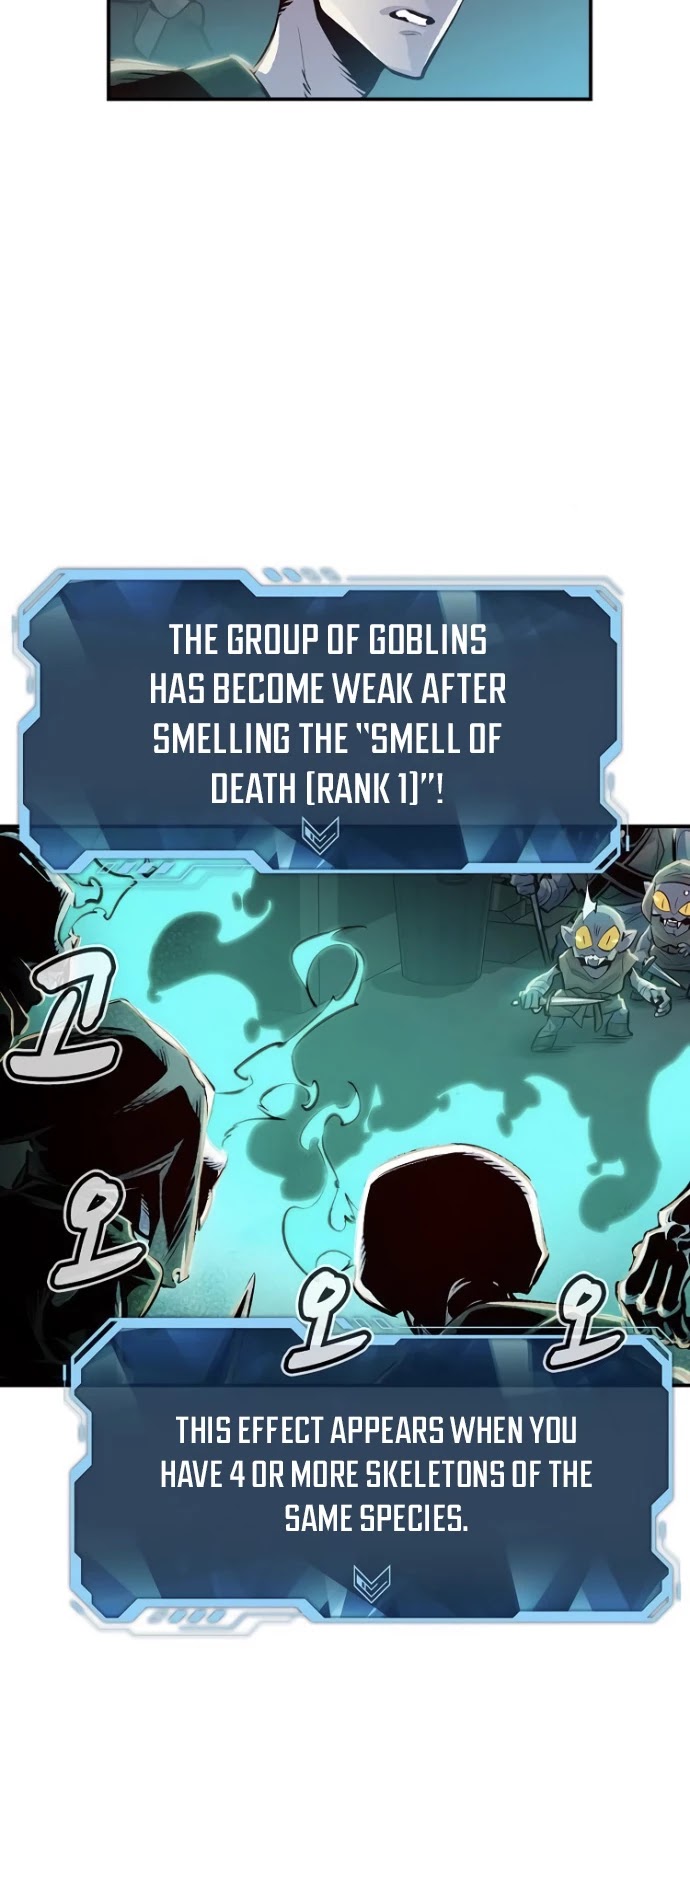 THE GROUP OF GOBLINS
HAS BECOME WEAK AFTER
SMELLING THE "SMELL OF
DEATH [RANK 1]"!
고
오
오
오
THIS EFFECT APPEARS WHEN YOU
HAVE 4 OR MORE SKELETONS OF THE
SAME SPECIES.